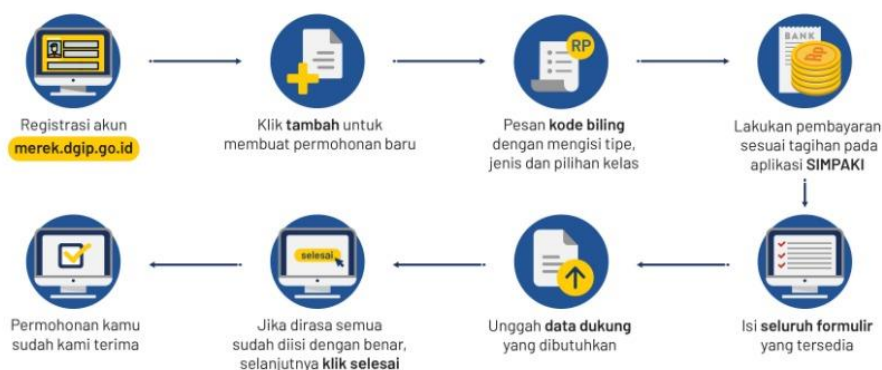 Registrasi akun
merek.dgip.go.id
Klik tambah untuk
membuat permohonan baru
RP
Pesan kode biling
dengan mengisi tipe,
jenis dan pilihan kelas
BANK
Rp
Lakukan pembayaran
sesuai tagihan pada
aplikasi SIMPAKI
Isi seluruh formulir
yang tersedia
Unggah data dukung
yang dibutuhkan
selesai
Jika dirasa semua
sudah diisi dengan benar,
selanjutnya klik selesai
Permohonan kamu
sudah kami terima